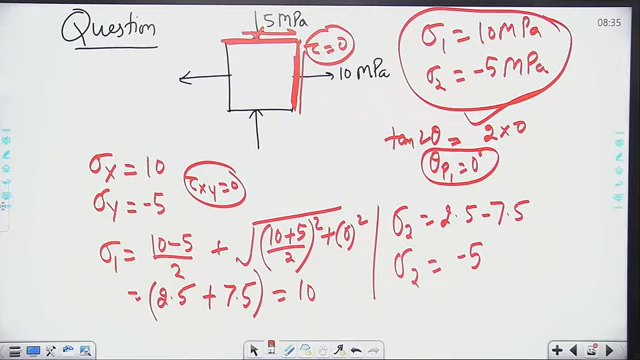 Question
5 MPa
τ=0
10 MPa
σ1 = 10 MPa
σ2 = -5 MPa
tan 2θ = 2×0
θP1 = 0°
σx = 10
σy = -5
τxy=0
σ1 = 10-5/2 + √(10+5/2)² + (0)²
= (2.5 + 7.5) = 10
σ2 = 2.5 - 7.5
σ2 = -5
08:35